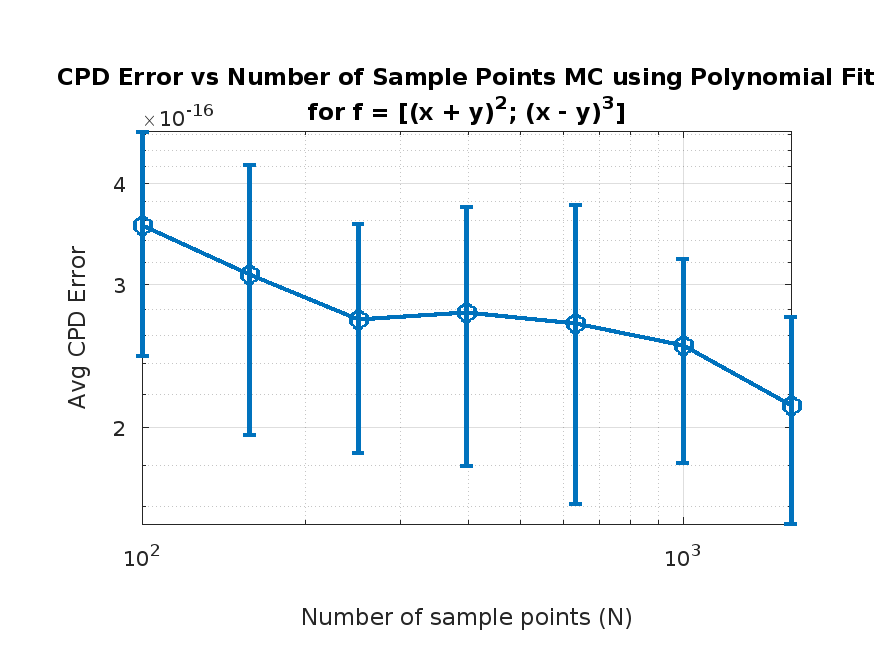 CPD Error vs Number of Sample Points MC using Polynomial Fit
for f = [(x + y)²; (x - y)³]
×10⁻¹⁶
4
3
2
Avg CPD Error
10² 10³
Number of sample points (N)